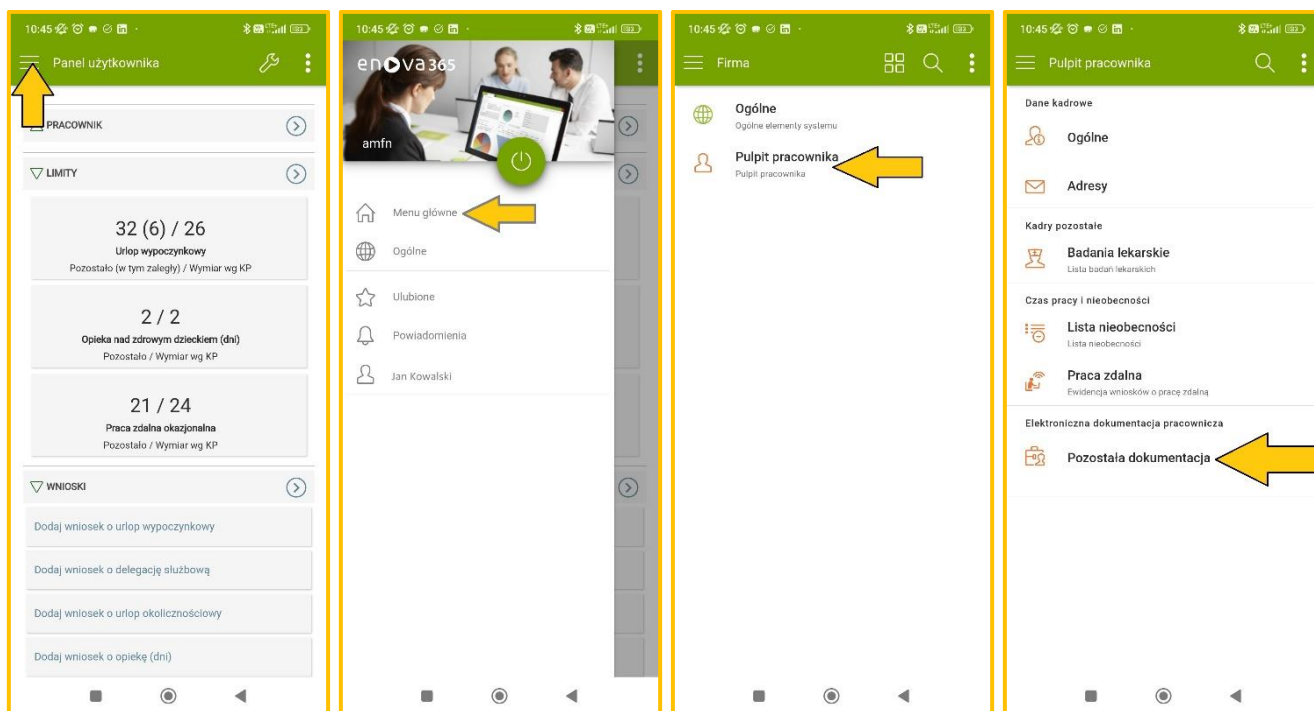 10:45
Panel użytkownika
PRACOWNIK
LIMITY
32 (6) / 26
Urlop wypoczynkowy
Pozostało (w tym zaległy) / Wymiar wg KP
2 / 2
Opieka nad zdrowym dzieckiem (dni)
Pozostało / Wymiar wg KP
21 / 24
Praca zdalna okazjonalna
Pozostało / Wymiar wg KP
WNIOSKI
Dodaj wniosek o urlop wypoczynkowy
Dodaj wniosek o delegację służbową
Dodaj wniosek o urlop okolicznościowy
Dodaj wniosek o opiekę (dni)
10:45
enova365
amfn
Menu główne
Ogólne
Ulubione
Powiadomienia
Jan Kowalski
10:45
Firma
Ogólne
Ogólne elementy systemu
Pulpit pracownika
Pulpit pracownika
10:45
Pulpit pracownika
Dane kadrowe
Ogólne
Adresy
Kadry pozostałe
Badania lekarskie
Lista badań lekarskich
Czas pracy i nieobecności
Lista nieobecności
Lista nieobecności
Praca zdalna
Ewidencja wniosków o pracę zdalną
Elektroniczna dokumentacja pracownicza
Pozostała dokumentacja